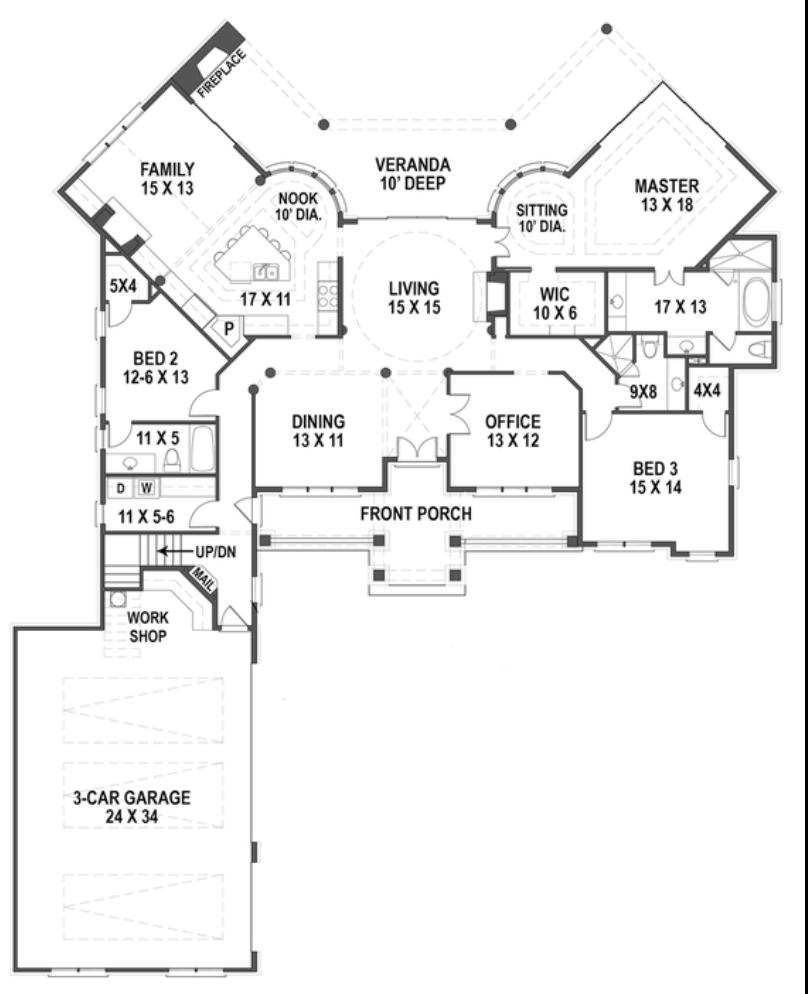 FIREPLACE
FAMILY
15 X 13
VERANDA
10' DEEP
NOOK
10' DIA.
SITTING
10' DIA.
MASTER
13 X 18
5X4
17 X 11
LIVING
15 X 15
WIC
10 X 6
17 X 13
P
BED 2
12-6 X 13
9X8
4X4
DINING
13 X 11
OFFICE
13 X 12
11 X 5
BED 3
15 X 14
D
W
11 X 5-6
FRONT PORCH
UP/DN
MAIL
WORK
SHOP
3-CAR GARAGE
24 X 34